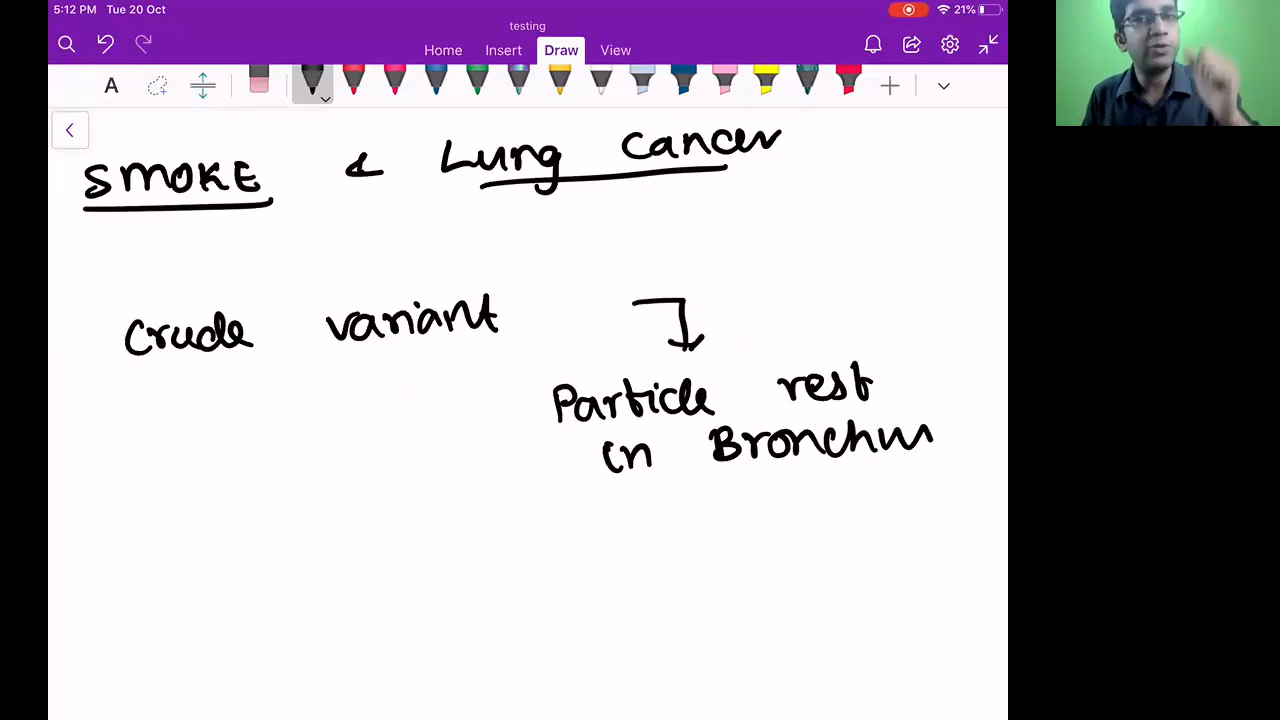 5:12 PM Tue 20 Oct
21%
testing
Home Insert Draw View
A
SMOKE & Lung Cancer
Crude variant
Particle rest
in Bronchus